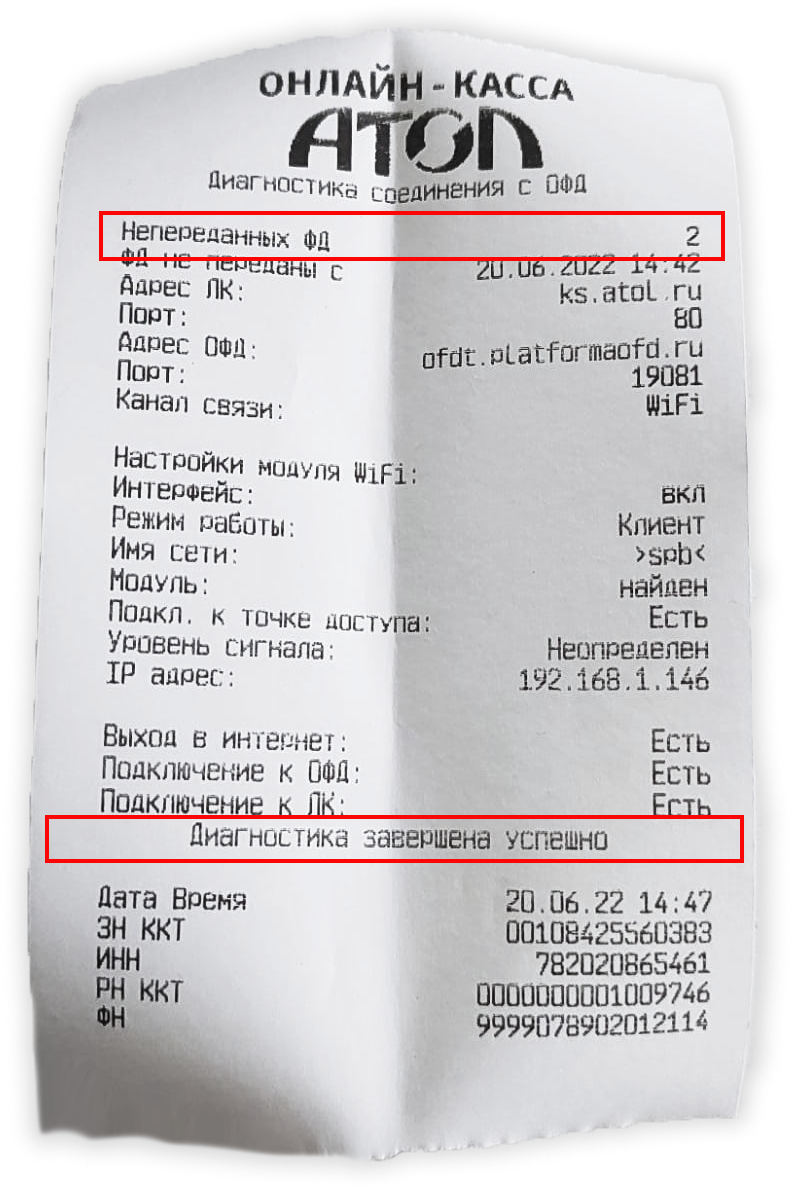 ОНЛАЙН-КАССА
АТОЛ
Диагностика соединения с ОФД
Непереданных ФД 2
ФД не переданы с 20.06.2022 14:42
Адрес ЛК: ks.atol.ru
Порт: 80
Адрес ОФД: ofdt.platformaofd.ru
Порт: 19081
Канал связи: WiFi
Настройки модуля WiFi:
Интерфейс: вкл
Режим работы: Клиент
Имя сети: >spb<
Модуль: найден
Подкл. к точке доступа: Есть
Уровень сигнала: Неопределен
IP адрес: 192.168.1.146
Выход в интернет: Есть
Подключение к ОФД: Есть
Подключение к ЛК: Есть
Диагностика завершена успешно
Дата Время 20.06.22 14:47
ЗН ККТ 00108425560383
ИНН 782020865461
РН ККТ 0000000001009746
ФН 9999078902012114